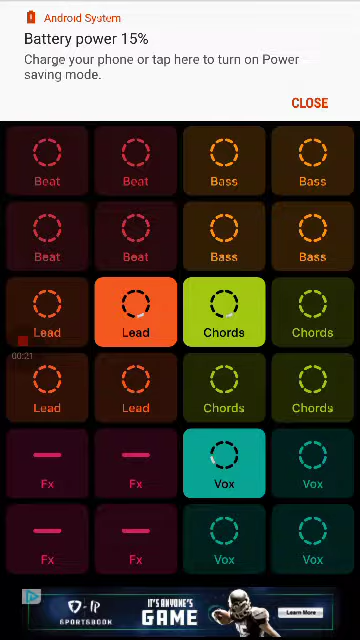 Android System
Battery power 15%
Charge your phone or tap here to turn on Power
saving mode.
CLOSE
Beat Beat Bass Bass
Beat Beat Bass Bass
Lead Lead Chords Chords
00:21
Lead Lead Chords Chords
Fx Fx Vox Vox
Fx Fx Vox Vox
SPORTSBOOK
IT'S ANYONE'S
GAME
Learn More